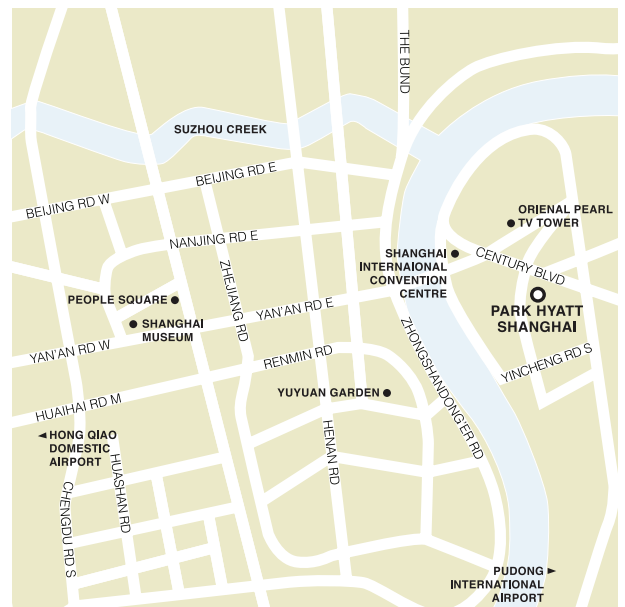 THE BUND
SUZHOU CREEK
BEIJING RD E
BEIJING RD W
ORIENAL PEARL
TV TOWER
NANJING RD E
ZHEJIANG RD
SHANGHAI
INTERNAIONAL
CONVENTION
CENTRE
CENTURY BLVD
PEOPLE SQUARE
PARK HYATT
SHANGHAI
YAN'AN RD E
SHANGHAI
MUSEUM
YAN'AN RD W
RENMIN RD
ZHONGSHANDONG'ER RD
YINCHENG RD S
YUYUAN GARDEN
HUAIHAI RD M
HONG QIAO
DOMESTIC
AIRPORT
HUASHAN RD
HENAN RD
CHENGDU RD S
PUDONG
INTERNATIONAL
AIRPORT